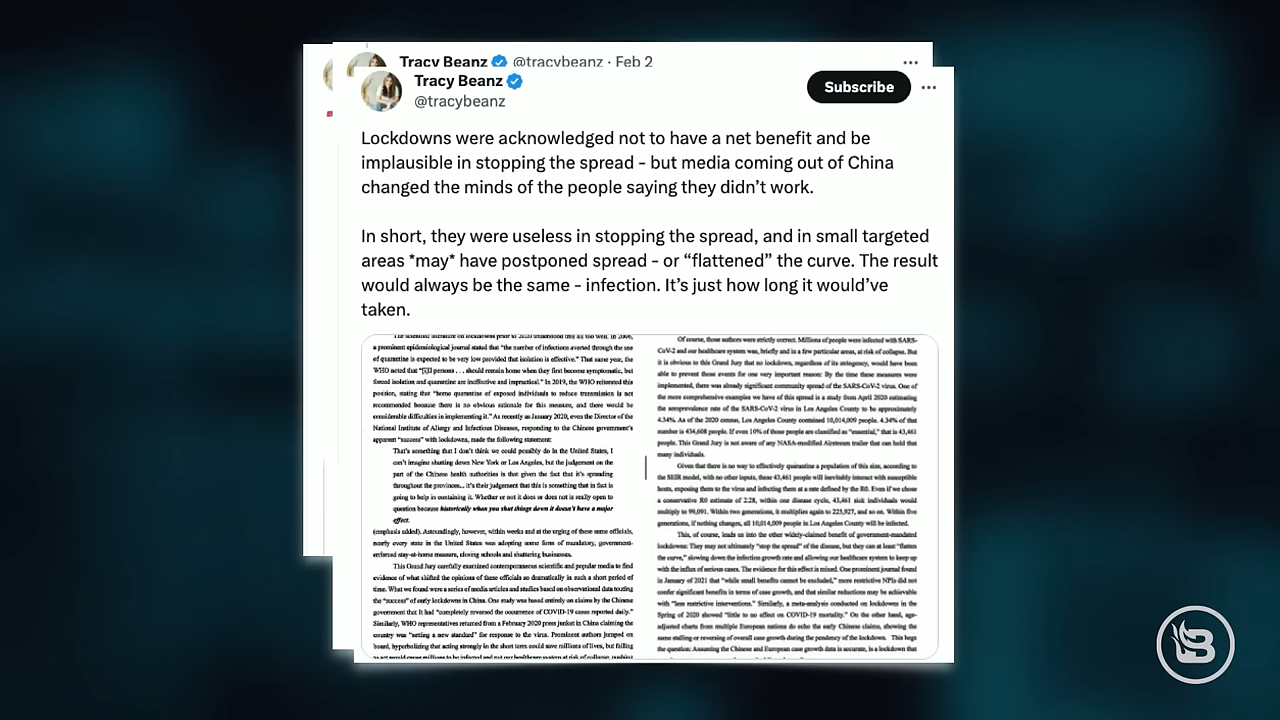 Tracy Beanz @tracybeanz · Feb 2
Tracy Beanz
@tracybeanz
Subscribe
Lockdowns were acknowledged not to have a net benefit and be
implausible in stopping the spread - but media coming out of China
changed the minds of the people saying they didn't work.
In short, they were useless in stopping the spread, and in small targeted
areas *may* have postponed spread - or “flattened” the curve. The result
would always be the same - infection. It's just how long it would've
taken.
The scientific literature on lockdowns prior to 2020 understood this all too well. In 2006,
a prominent epidemiological journal stated that “the number of infections averted through the use
of quarantine is expected to be very low provided that isolation is effective.” That same year, the
WHO noted that “[i]ll persons . . . should remain home when they first become symptomatic, but
forced isolation and quarantine are ineffective and impractical.” In 2019, the WHO reiterated this
position, stating that “home quarantine of exposed individuals to reduce transmission is not
recommended because there is no obvious rationale for this measure, and there would be
considerable difficulties in implementing it.” As recently as January 2020, even the Director of the
National Institute of Allergy and Infectious Diseases, responding to the Chinese government's
apparent “success” with lockdowns, made the following statement:
That's something that I don't think we could possibly do in the United States, I
can't imagine shutting down New York or Los Angeles, but the judgement on the
part of the Chinese health authorities is that given the fact that it's spreading
throughout the provinces... it's their judgement that this is something that in fact is
going to help in containing it. Whether or not it does or does not is really open to
question because historically when you shut things down it doesn't have a major
effect.
(emphasis added). Astoundingly, however, within weeks and at the urging of these same officials,
nearly every state in the United States was adopting some form of mandatory, government-
enforced stay-at-home measure, closing schools and shuttering businesses.
This Grand Jury carefully examined contemporaneous scientific and popular media to find
evidence of what shifted the opinions of these officials so dramatically in such a short period of
time. What we found were a series of media articles and studies based on observational data touting
the “success” of early lockdowns in China. One study was based entirely on claims by the Chinese
government that it had “completely reversed the occurrence of COVID-19 cases reported daily.”
Similarly, WHO representatives returned from a February 2020 press junket in China claiming the
country was “setting a new standard” for response to the virus. Prominent authors jumped on
board, hyperbolizing that acting strongly in the short term could save millions of lives, but failing
to act would cause millions to be infected and put our healthcare system at risk of collapse, pushing
Of course, those authors were strictly correct. Millions of people were infected with SARS-
CoV-2 and our healthcare system was, briefly and in a few particular areas, at risk of collapse. But
it is obvious to this Grand Jury that no lockdown, regardless of its stringency, would have been
able to prevent those events for one very important reason: By the time these measures were
implemented, there was already significant community spread of the SARS-CoV-2 virus. One of
the more comprehensive examples we have of this spread is a study from April 2020 estimating
the seroprevalence rate of the SARS-CoV-2 virus in Los Angeles County to be approximately
4.34%. As of the 2020 census, Los Angeles County contained 10,014,009 people. 4.34% of that
number is 434,608 people. If even 10% of those people are classified as “essential,” that is 43,461
people. This Grand Jury is not aware of any NASA-modified Airstream trailer that can hold that
many individuals.
Given that there is no way to effectively quarantine a population of this size, according to
the SEIR model, with no other inputs, these 43,461 people will inevitably interact with susceptible
hosts, exposing them to the virus and infecting them at a rate defined by the R0. Even if we chose
a conservative R0 estimate of 2.28, within one disease cycle, 43,461 sick individuals would
multiply to 99,091. Within two generations, it multiplies again to 225,927, and so on. Within five
generations, if nothing changes, all 10,014,009 people in Los Angeles County will be infected.
This, of course, leads us into the other widely-claimed benefit of government-mandated
lockdowns: They may not ultimately “stop the spread” of the disease, but they can at least “flatten
the curve,” slowing down the infection growth rate and allowing our healthcare system to keep up
with the influx of serious cases. The evidence for this effect is mixed. One prominent journal found
in January of 2021 that “while small benefits cannot be excluded,” more restrictive NPIs did not
confer significant benefits in terms of case growth, and that similar reductions may be achievable
with “less restrictive interventions.” Similarly, a meta-analysis conducted on lockdowns in the
Spring of 2020 showed “little to no effect on COVID-19 mortality.” On the other hand, age-
adjusted charts from multiple European nations do echo the early Chinese claims, showing the
same stalling or reversing of overall case growth during the pendency of the lockdown. This begs
the question: Assuming the Chinese and European case growth data is accurate, is a lockdown that